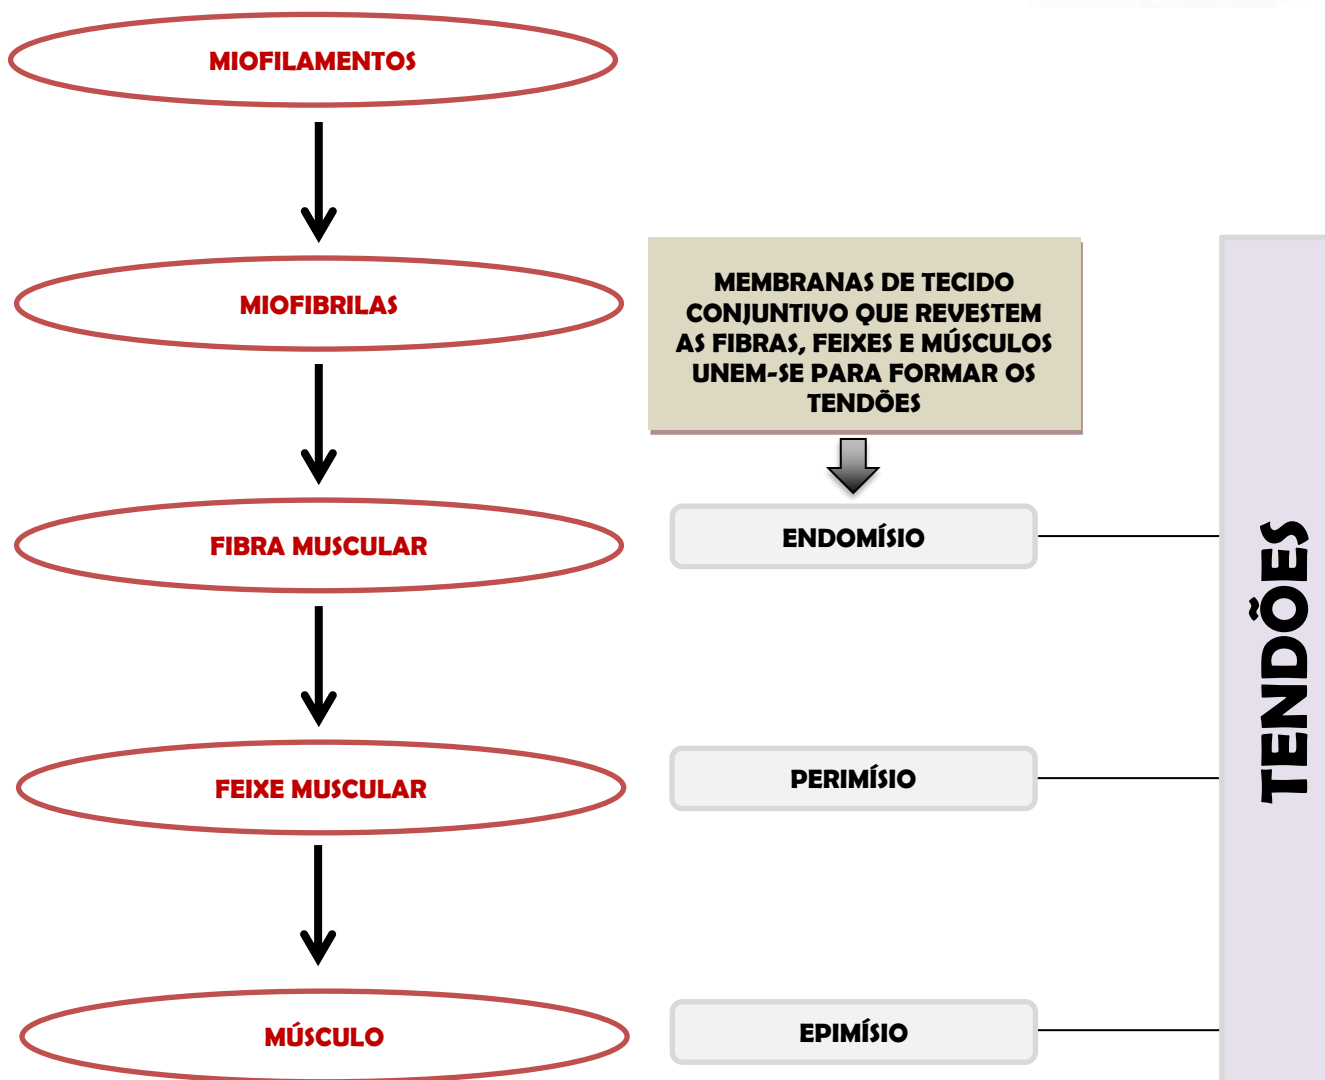 MIOFILAMENTOS
MIOFIBRILAS
MEMBRANAS DE TECIDO
CONJUNTIVO QUE REVESTEM
AS FIBRAS, FEIXES E MÚSCULOS
UNEM-SE PARA FORMAR OS
TENDÕES
FIBRA MUSCULAR
ENDOMÍSIO
FEIXE MUSCULAR
PERIMÍSIO
MÚSCULO
EPIMÍSIO
TENDÕES